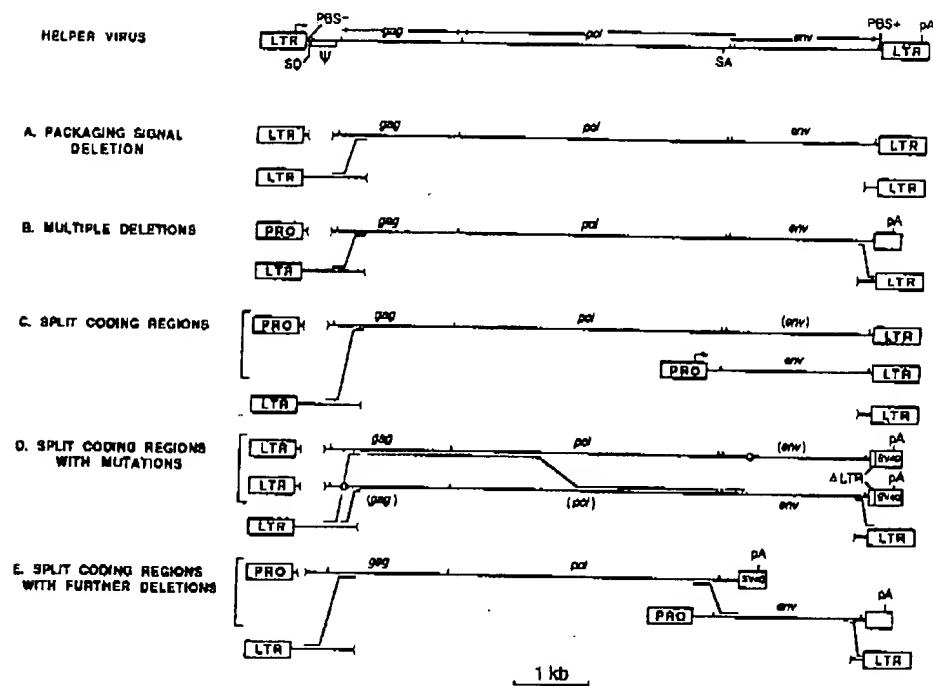 PBS- gag pol env PBS+ pA
HELPER VIRUS LTR LTR
SD Ψ SA
A. PACKAGING SIGNAL DELETION
LTR gag pol env LTR
LTR LTR
B. MULTIPLE DELETIONS
PRO gag pol env pA
LTR LTR
C. SPLIT CODING REGIONS
PRO gag pol (env) LTR
PRO env LTR
LTR LTR
D. SPLIT CODING REGIONS WITH MUTATIONS
LTR gag pol (env) pA SV40
ΔLTR
LTR (gag) (pol) env pA SV40
LTR LTR
E. SPLIT CODING REGIONS WITH FURTHER DELETIONS
PRO gag pol pA SV40
PRO env pA
LTR LTR
1 kb